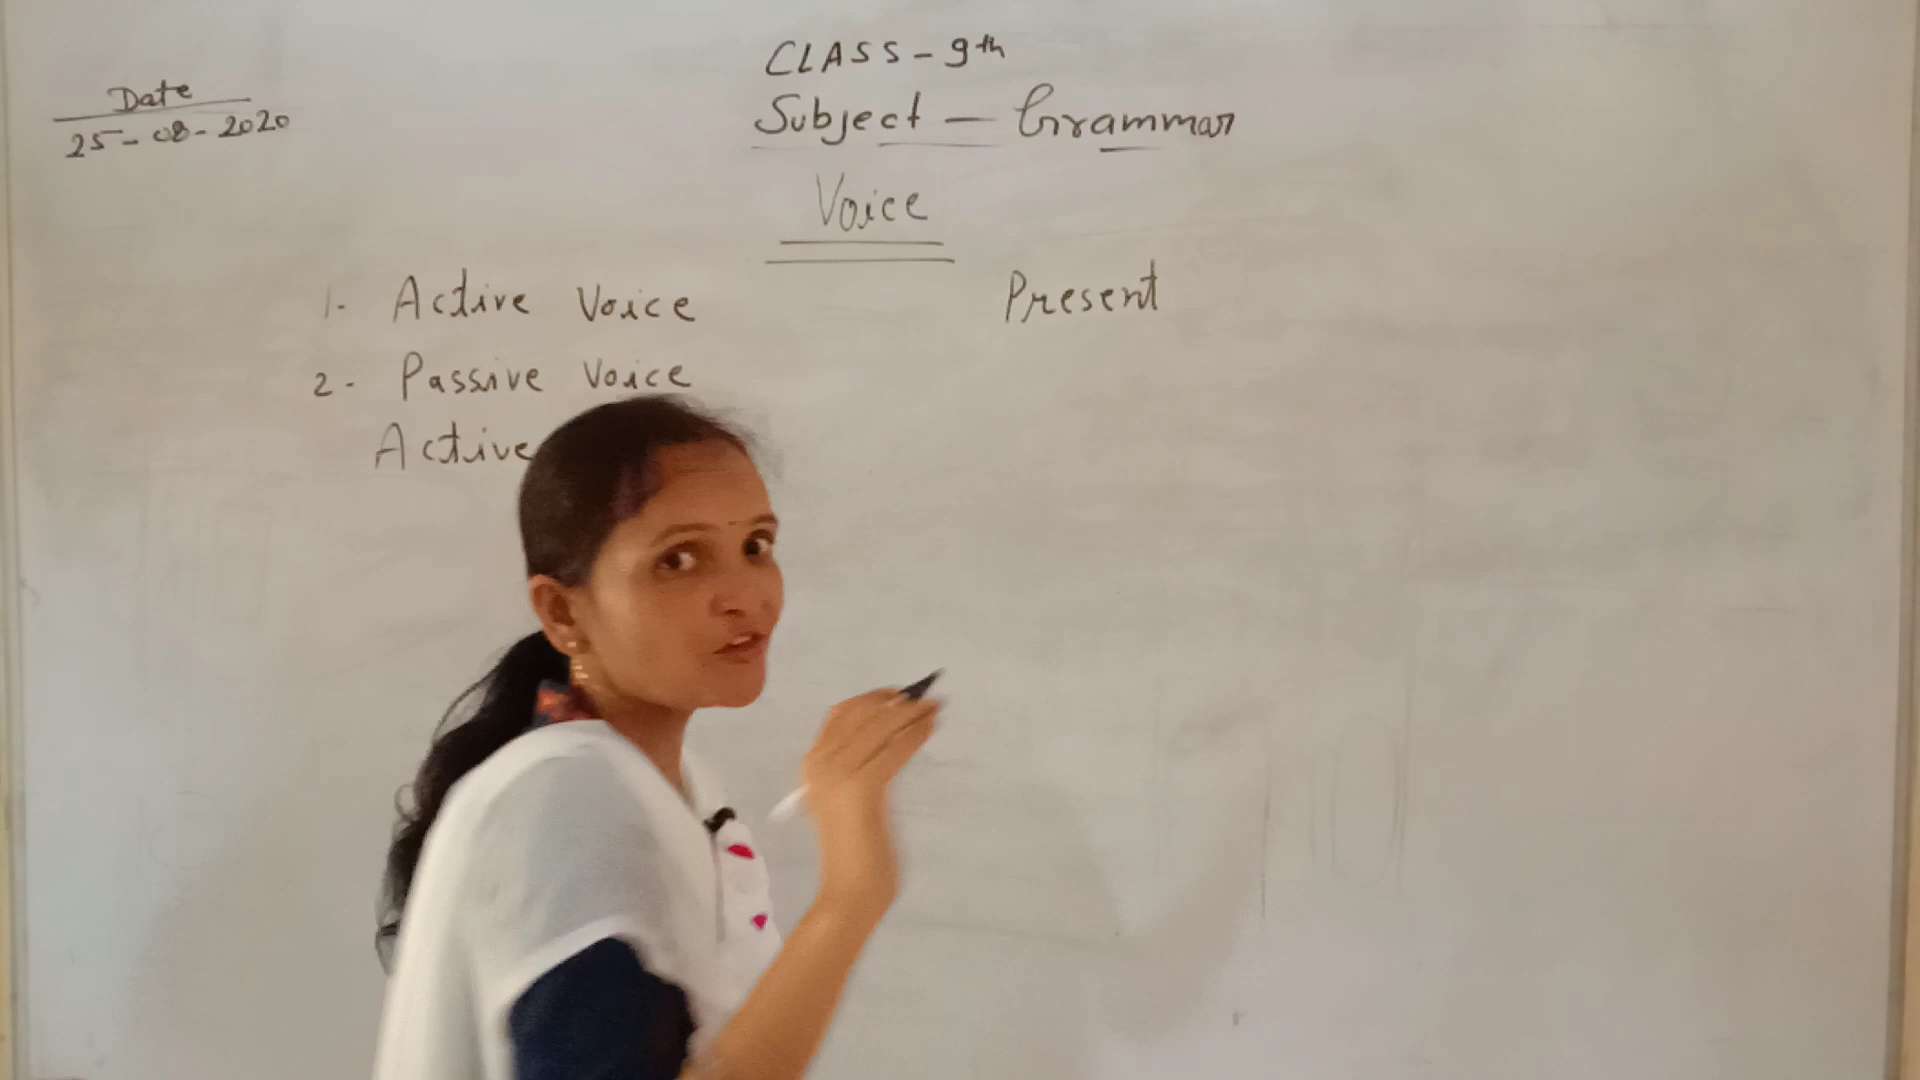 CLASS - 9th
Date
25-08-2020
Subject - Grammar
Voice
1. Active Voice
Present
2- Passive Voice
Active